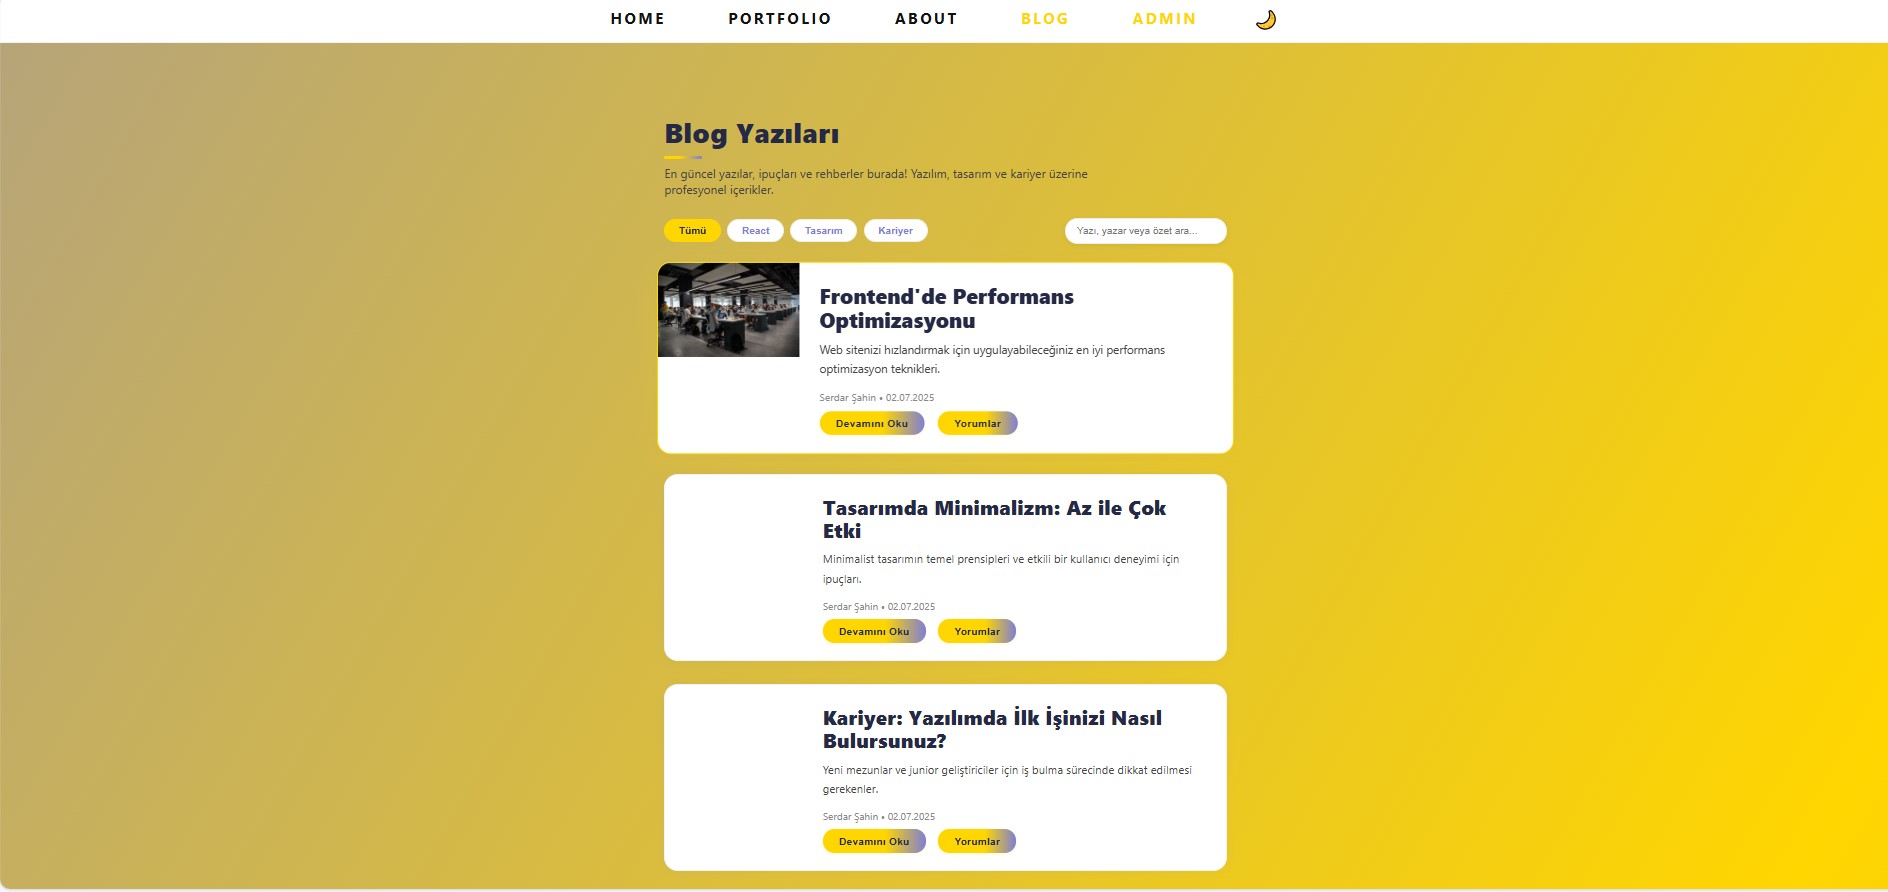 HOME PORTFOLIO ABOUT BLOG ADMIN
Blog Yazıları
En güncel yazılar, ipuçları ve rehberler burada! Yazılım, tasarım ve kariyer üzerine
profesyonel içerikler.
Tümü React Tasarım Kariyer Yazı, yazar veya özet ara...
Frontend'de Performans
Optimizasyonu
Web sitenizi hızlandırmak için uygulayabileceğiniz en iyi performans
optimizasyon teknikleri.
Serdar Şahin • 02.07.2025
Devamını Oku Yorumlar
Tasarımda Minimalizm: Az ile Çok
Etki
Minimalist tasarımın temel prensipleri ve etkili bir kullanıcı deneyimi için
ipuçları.
Serdar Şahin • 02.07.2025
Devamını Oku Yorumlar
Kariyer: Yazılımda İlk İşinizi Nasıl
Bulursunuz?
Yeni mezunlar ve junior geliştiriciler için iş bulma sürecinde dikkat edilmesi
gerekenler.
Serdar Şahin • 02.07.2025
Devamını Oku Yorumlar